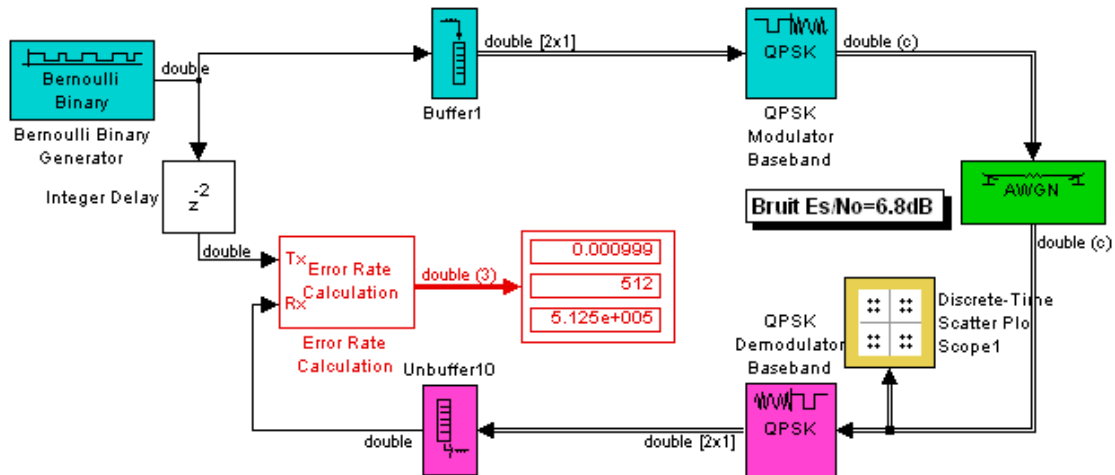 Bernoulli
Binary
double
Bernoulli Binary
Generator
double [2x1]
Buffer1
QPSK
double (c)
QPSK
Modulator
Baseband
AWGN
Bruit Es/No=6.8dB
double (c)
Integer Delay
z-2
double
Tx
Rx
Error Rate
Calculation
double (3)
0.000999
512
5.125e+005
Error Rate
Calculation
Discrete-Time
Scatter Plo
Scope1
QPSK
Demodulator
Baseband
QPSK
double [2x1]
Unbuffer10
double